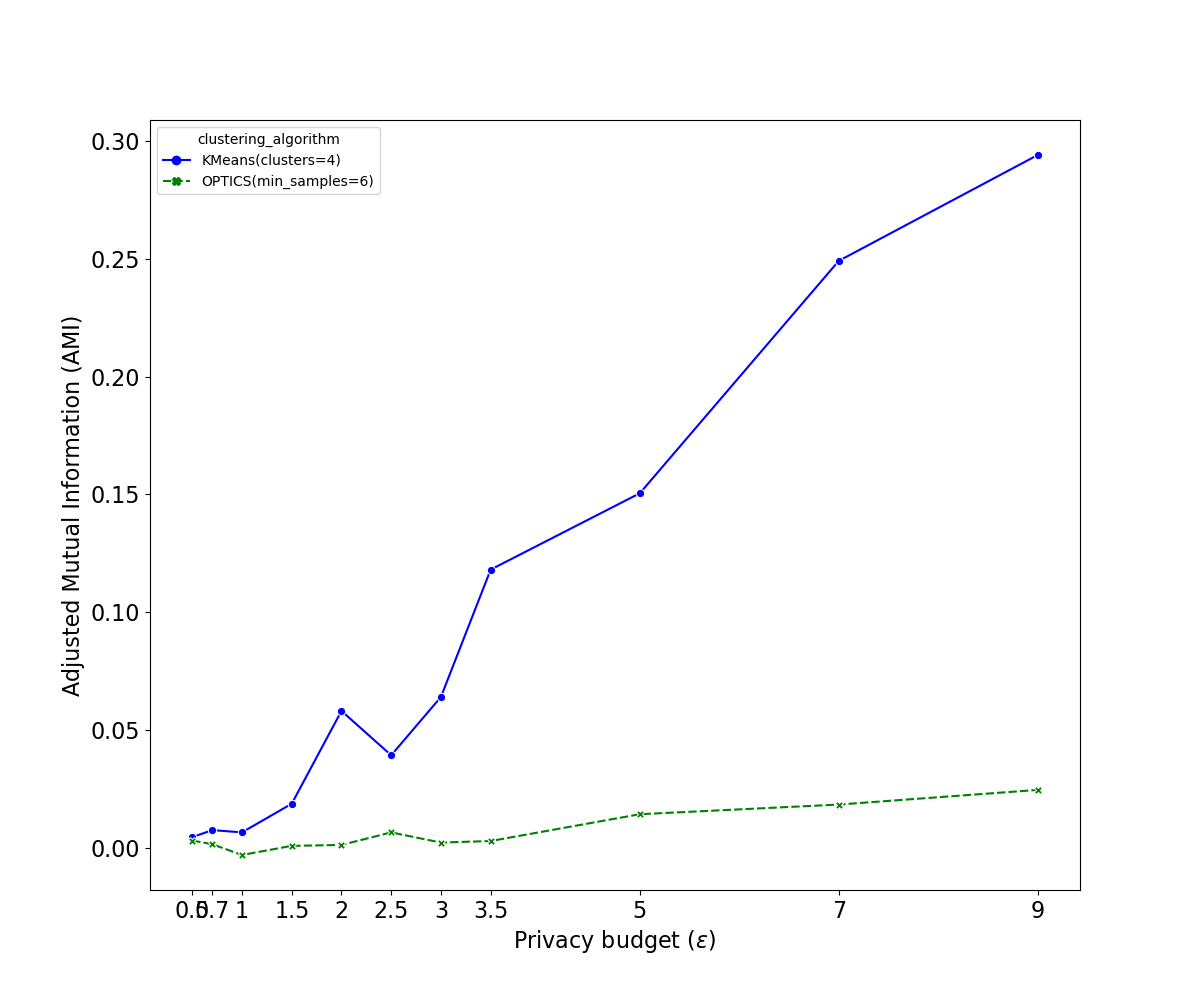 0.30
0.25
0.20
0.15
0.10
0.05
0.00
Adjusted Mutual Information (AMI)
clustering_algorithm
KMeans(clusters=4)
OPTICS(min_samples=6)
0.5 0.7 1 1.5 2 2.5 3 3.5 5 7 9
Privacy budget (ε)